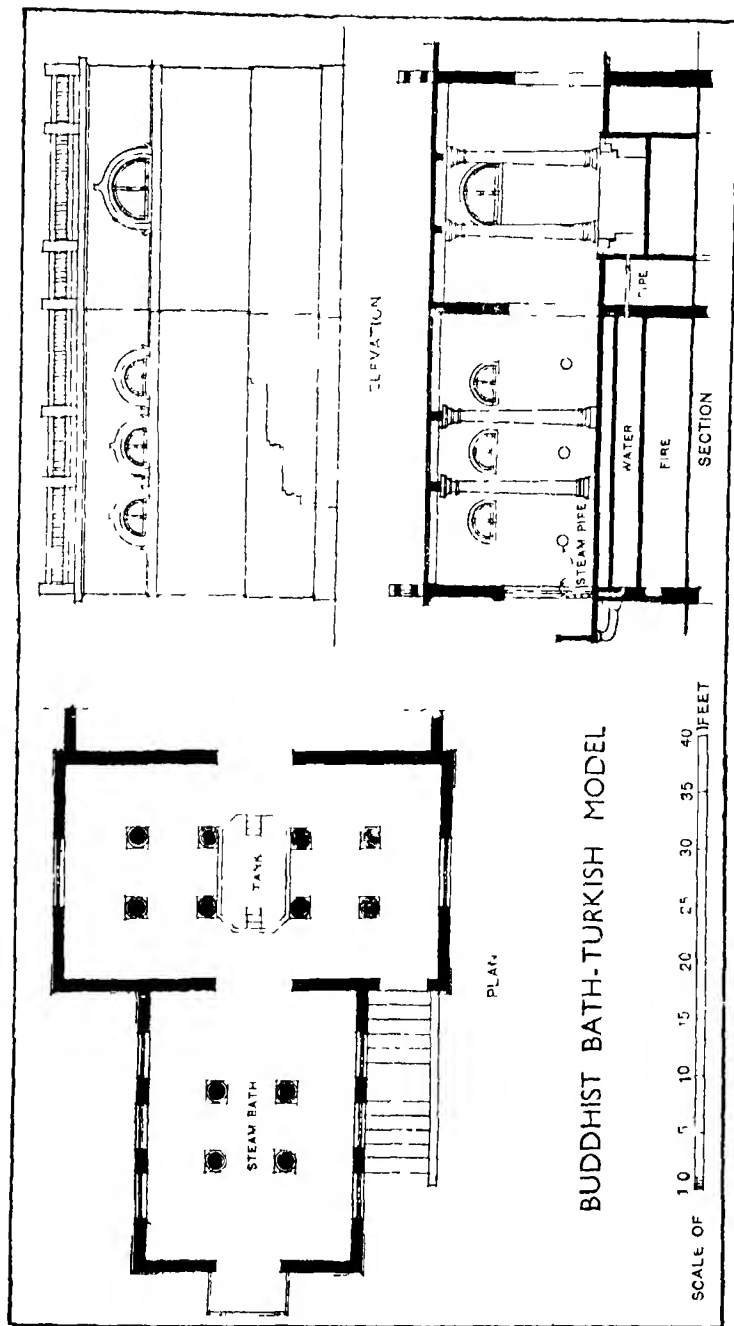 ELEVATION
STEAM PIPE
WATER
FIRE
PIPE
SECTION
STEAM BATH
TANK
PLAN
BUDDHIST BATH-TURKISH MODEL
SCALE OF 1 0 5 10 15 20 25 30 35 40 FEET